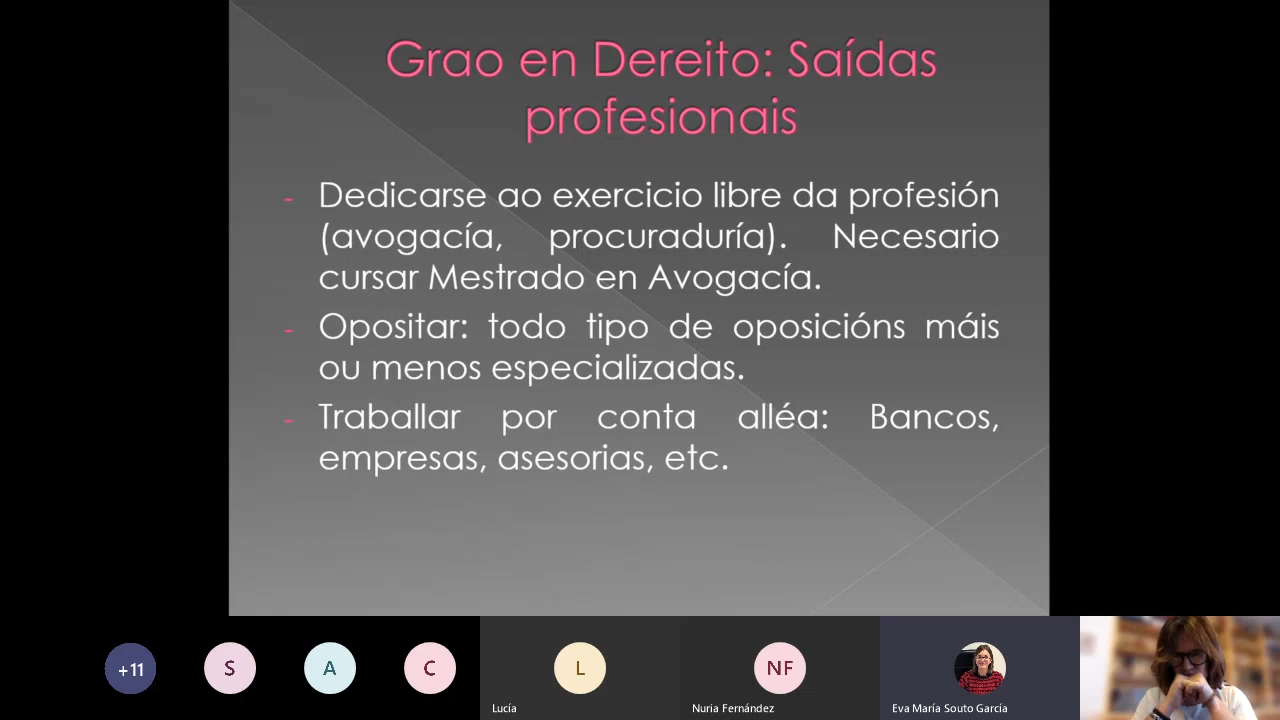 Grao en Dereito: Saídas
profesionais
- Dedicarse ao exercicio libre da profesión
(avogacía, procuraduría). Necesario
cursar Mestrado en Avogacía.
- Opositar: todo tipo de oposicións máis
ou menos especializadas.
- Traballar por conta alléa: Bancos,
empresas, asesorias, etc.
+11
S
A
C
L
NF
Lucía
Nuria Fernández
Eva María Souto García